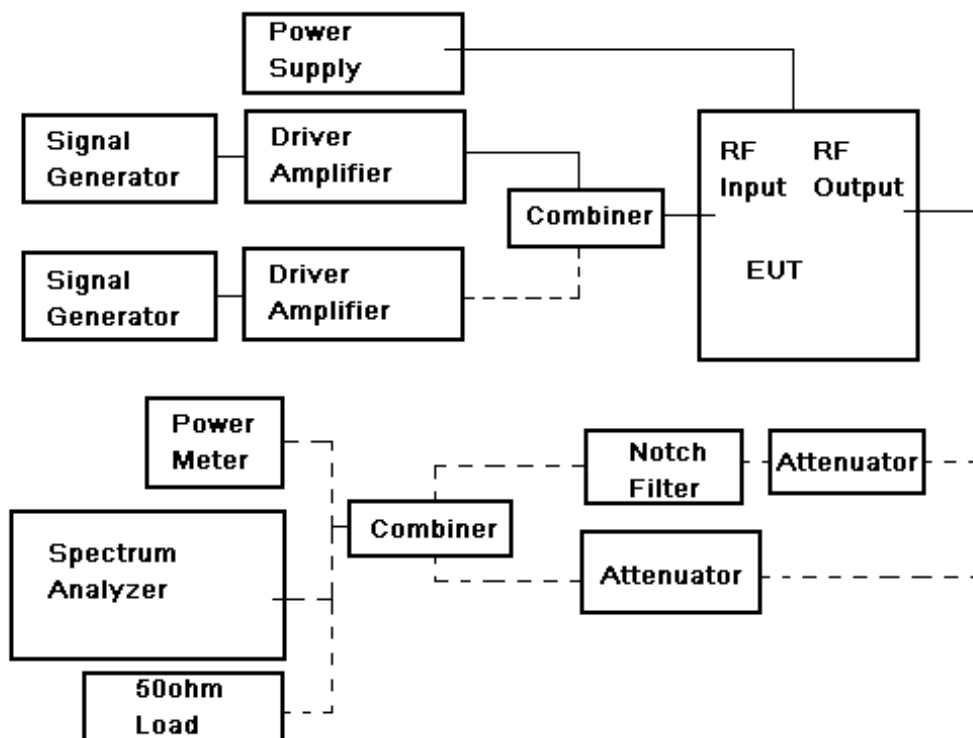 Power
Supply
Signal
Generator
Driver
Amplifier
RF
Input
RF
Output
Combiner
EUT
Signal
Generator
Driver
Amplifier
Power
Meter
Notch
Filter
Attenuator
Combiner
Spectrum
Analyzer
Attenuator
50ohm
Load